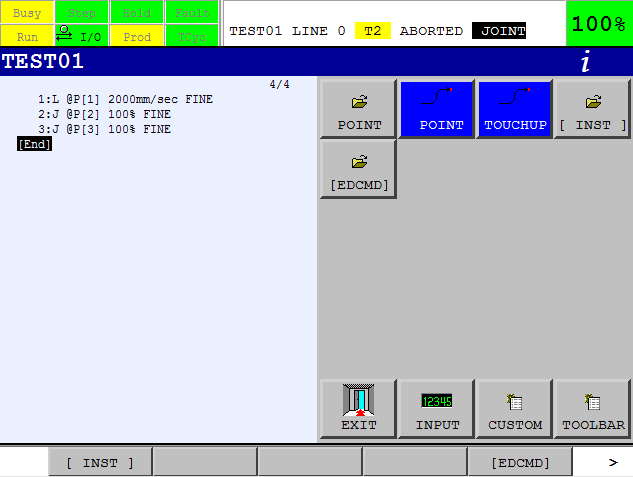 Busy Step Hold Fault
Run I/O Prod TCyc
TEST01 LINE 0 T2 ABORTED JOINT
100%
TEST01
i
4/4
1:L @P[1] 2000mm/sec FINE
2:J @P[2] 100% FINE
3:J @P[3] 100% FINE
[End]
POINT POINT TOUCHUP [ INST ]
[EDCMD]
12345
EXIT INPUT CUSTOM TOOLBAR
[ INST ] [EDCMD] >